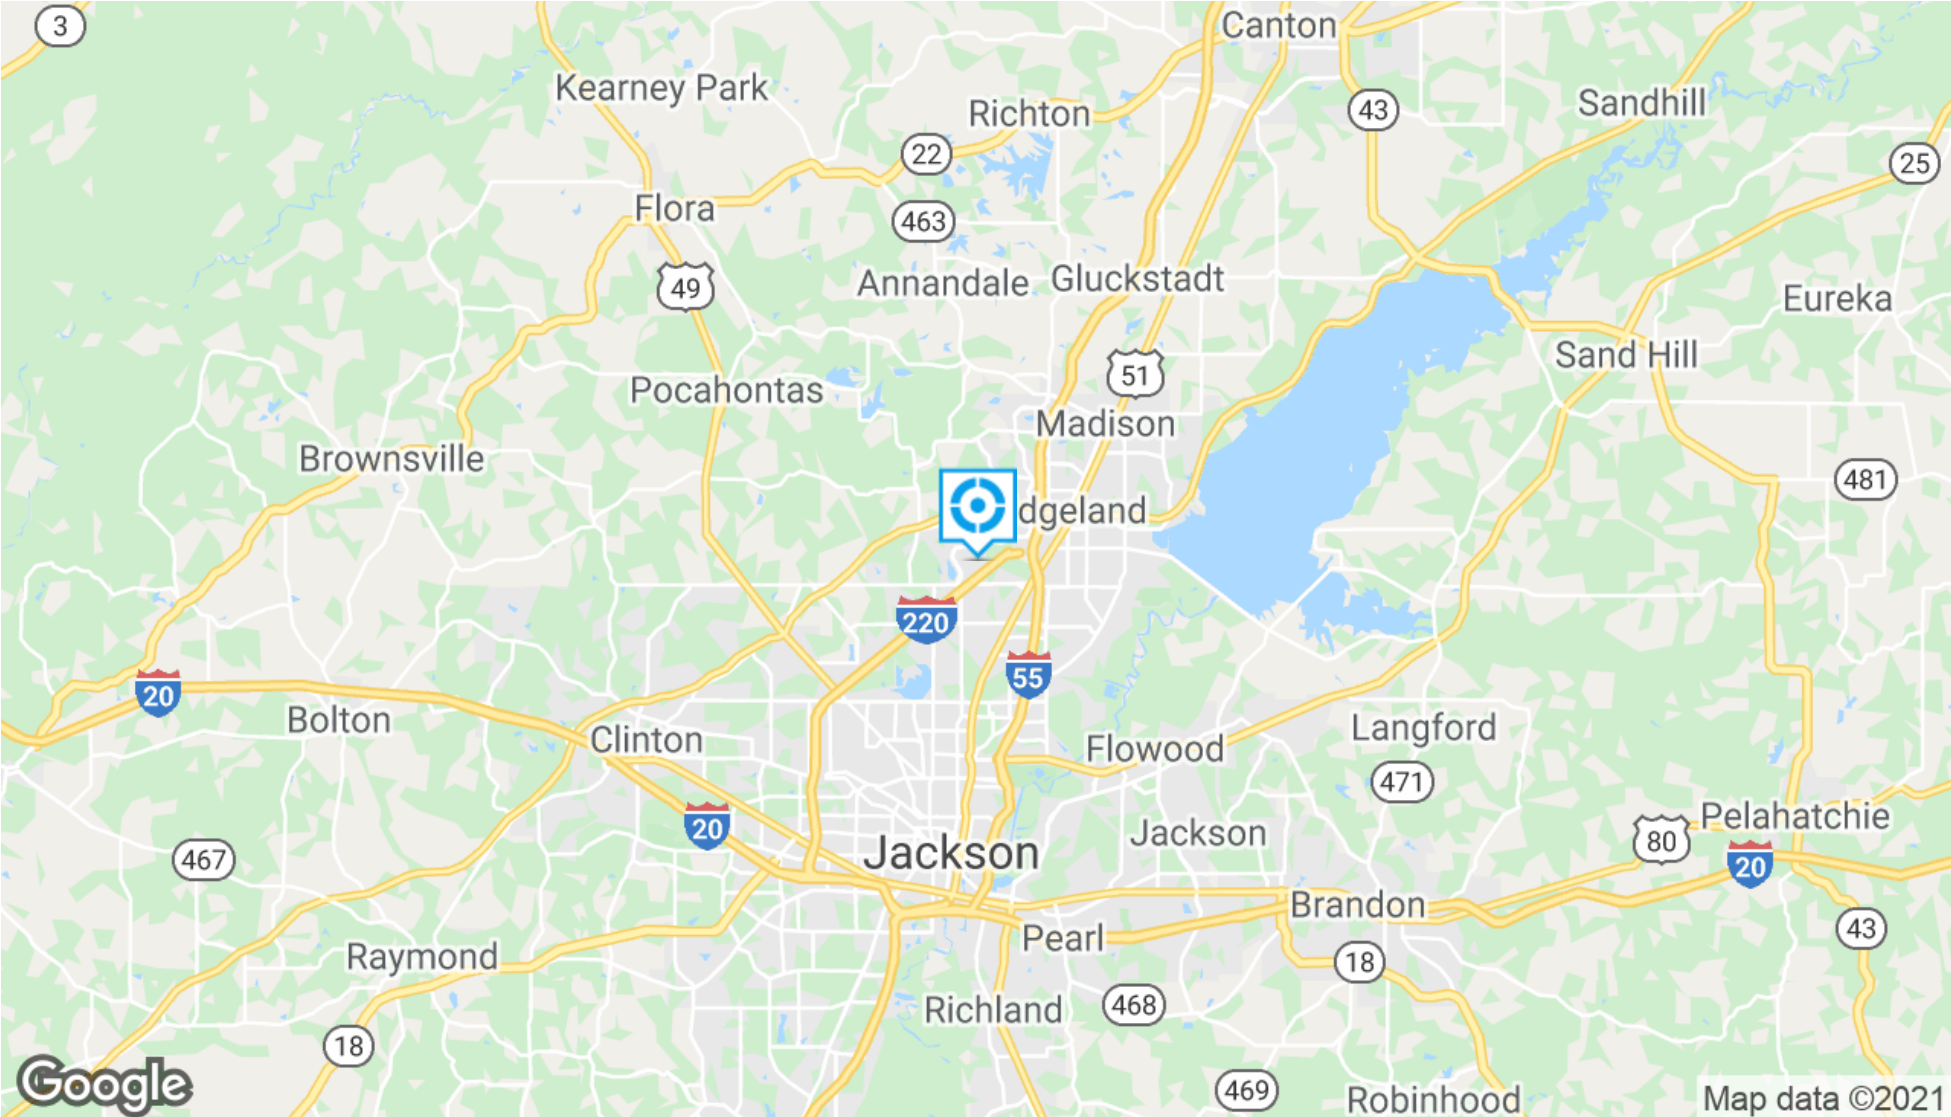 3
Canton
Kearney Park
Richton
43
Sandhill
22
25
Flora
463
49
Annandale
Gluckstadt
Eureka
51
Sand Hill
Pocahontas
Madison
Brownsville
481
dgeland
220
55
20
Bolton
Clinton
Flowood
Langford
471
20
Jackson
Jackson
Pelahatchie
80
20
467
Brandon
Pearl
43
Raymond
18
Richland
468
18
Google
469
Robinhood
Map data ©2021